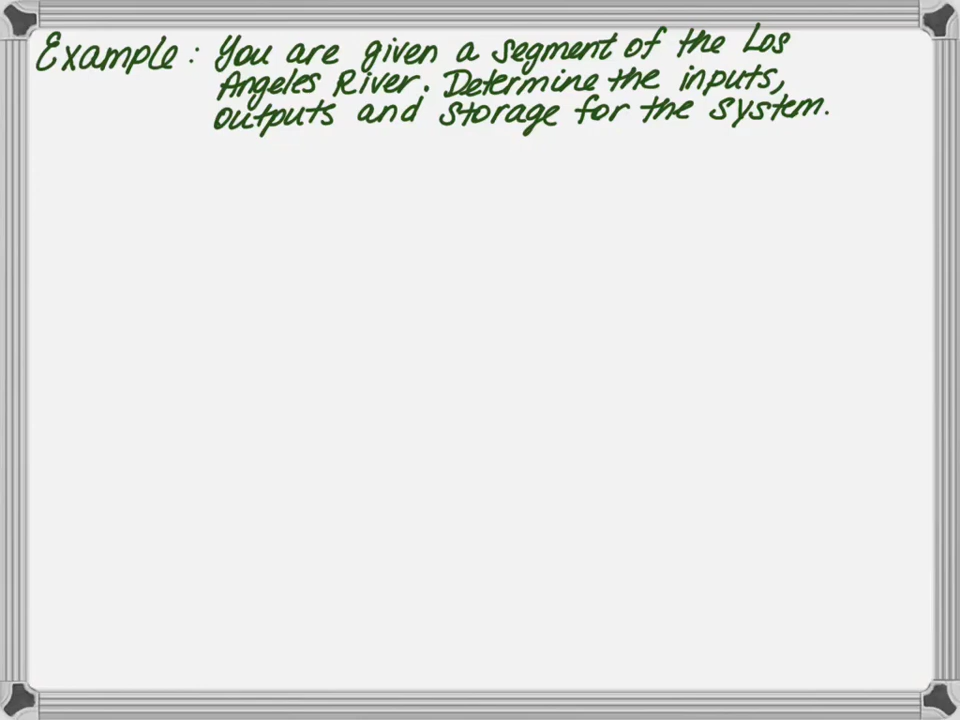 Example: You are given a segment of the Los
Angeles River. Determine the inputs,
outputs and storage for the system.